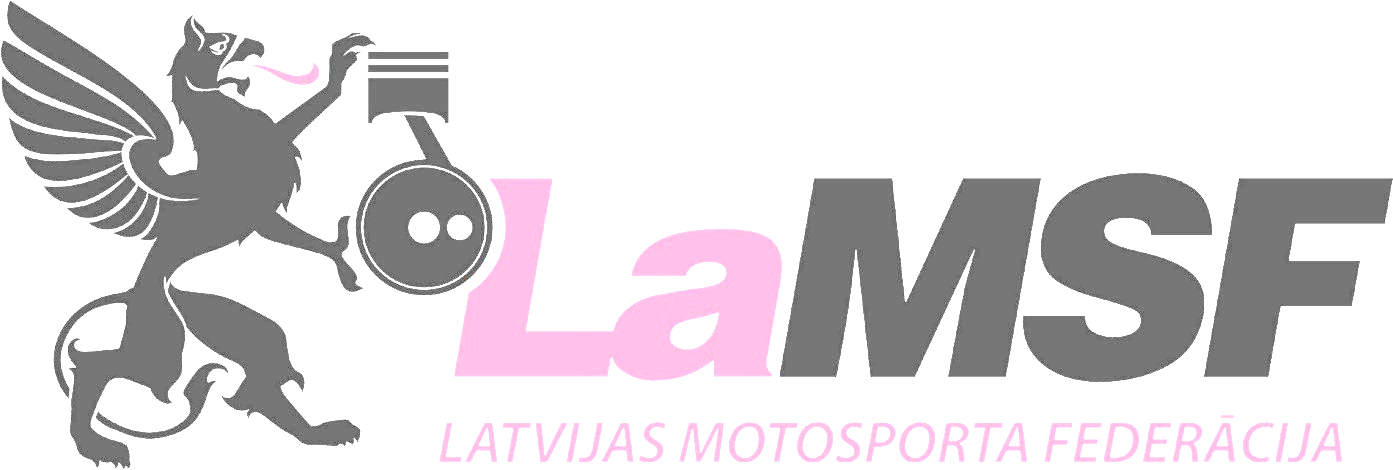 LaMSF
LATVIJAS MOTOSPORTA FEDERĀCIJA